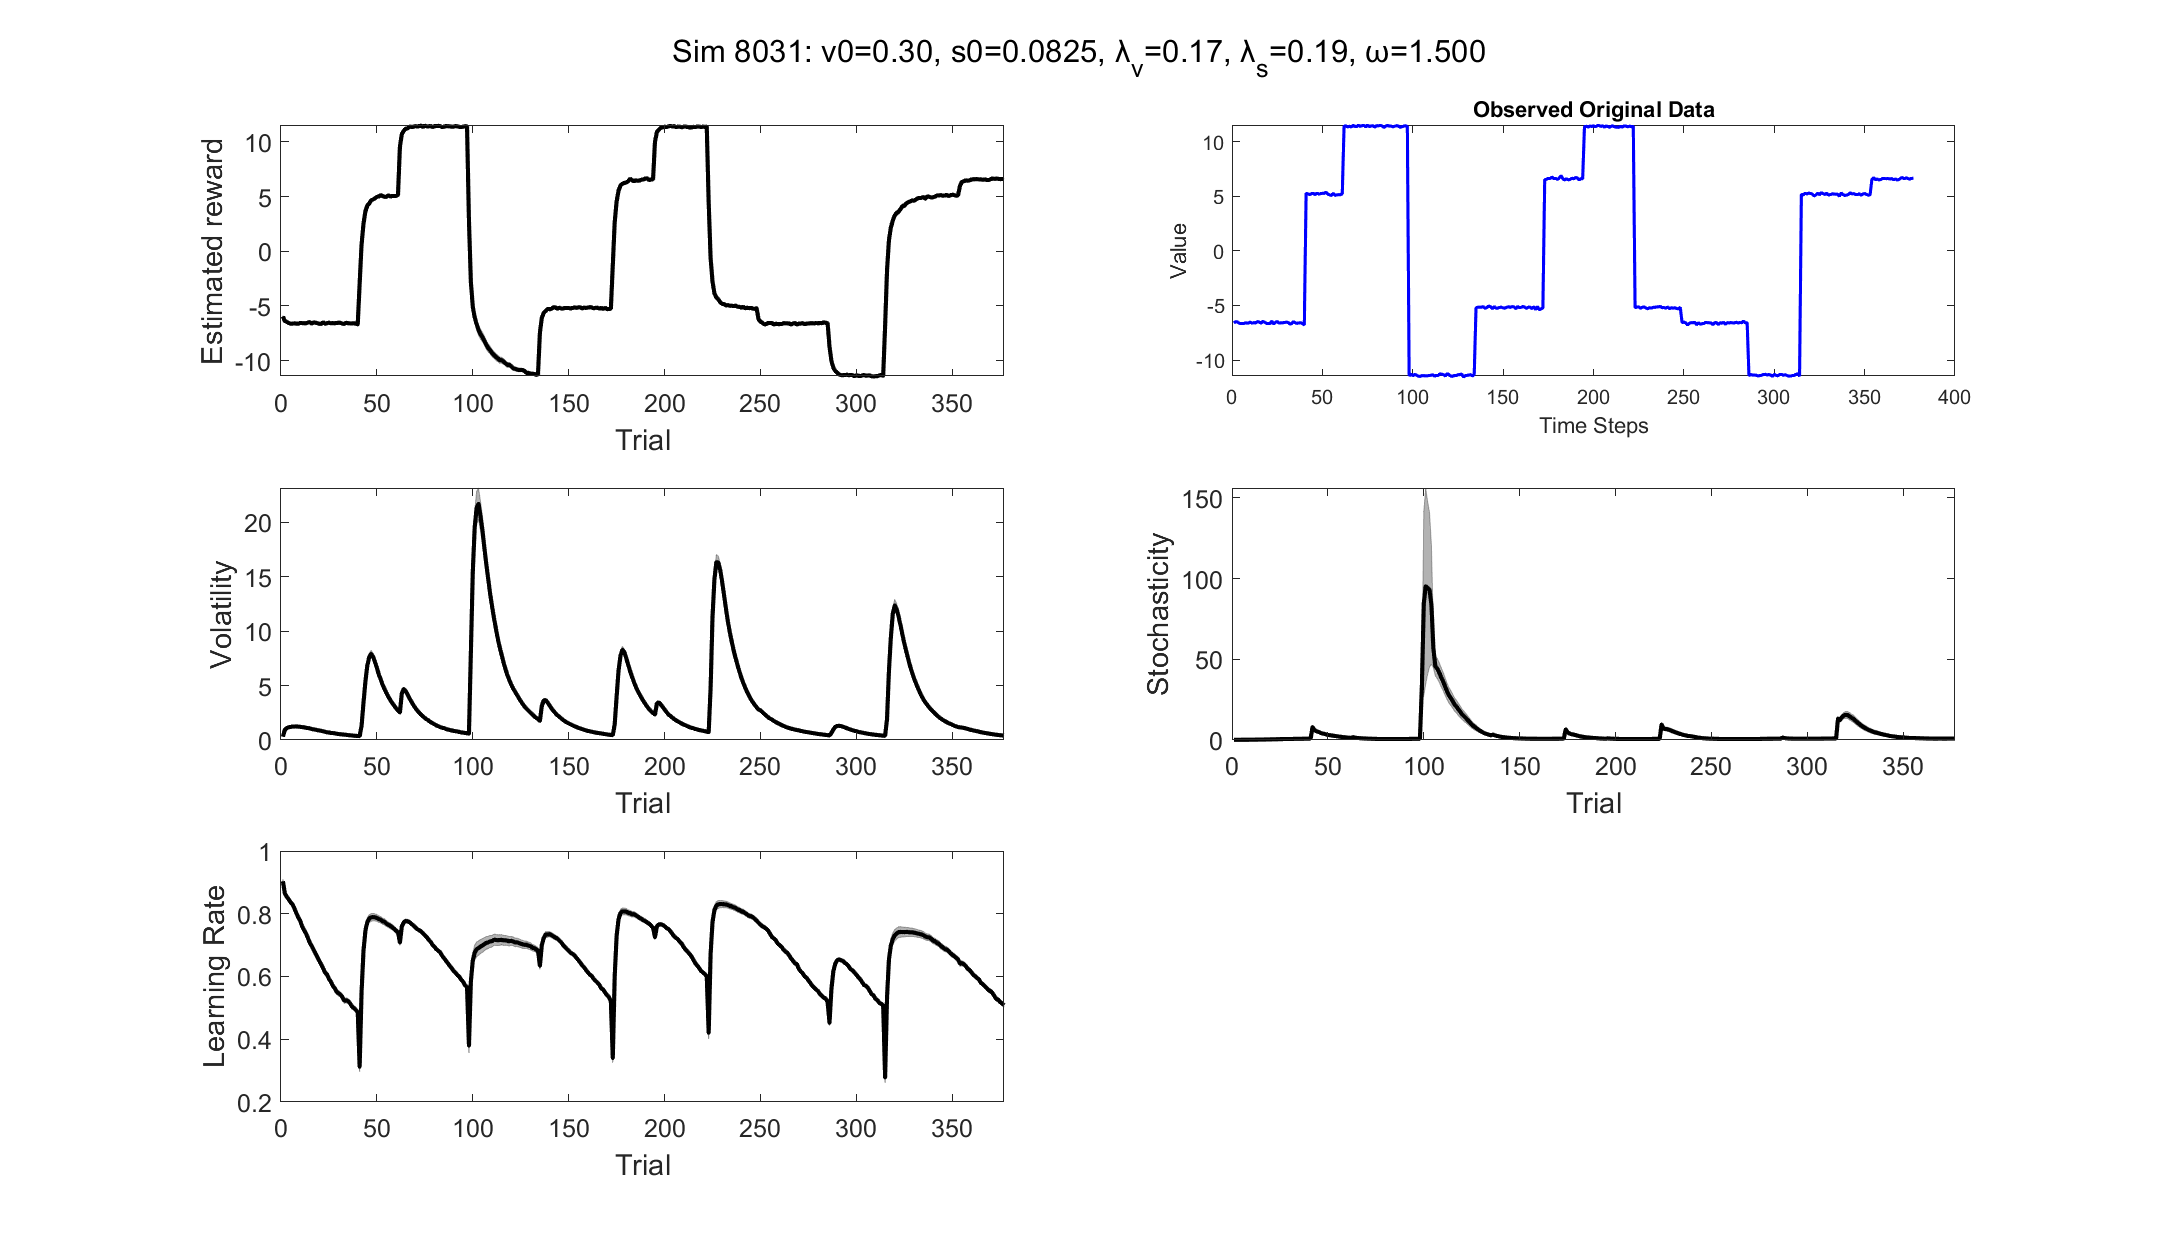 Sim 8031: v0=0.30, s0=0.0825, λv=0.17, λs=0.19, ω=1.500
Estimated reward
10
5
0
-5
-10
0 50 100 150 200 250 300 350
Trial
Observed Original Data
Value
10
5
0
-5
-10
0 50 100 150 200 250 300 350 400
Time Steps
Volatility
20
15
10
5
0
0 50 100 150 200 250 300 350
Trial
Stochasticity
150
100
50
0
0 50 100 150 200 250 300 350
Trial
Learning Rate
1
0.8
0.6
0.4
0.2
0 50 100 150 200 250 300 350
Trial